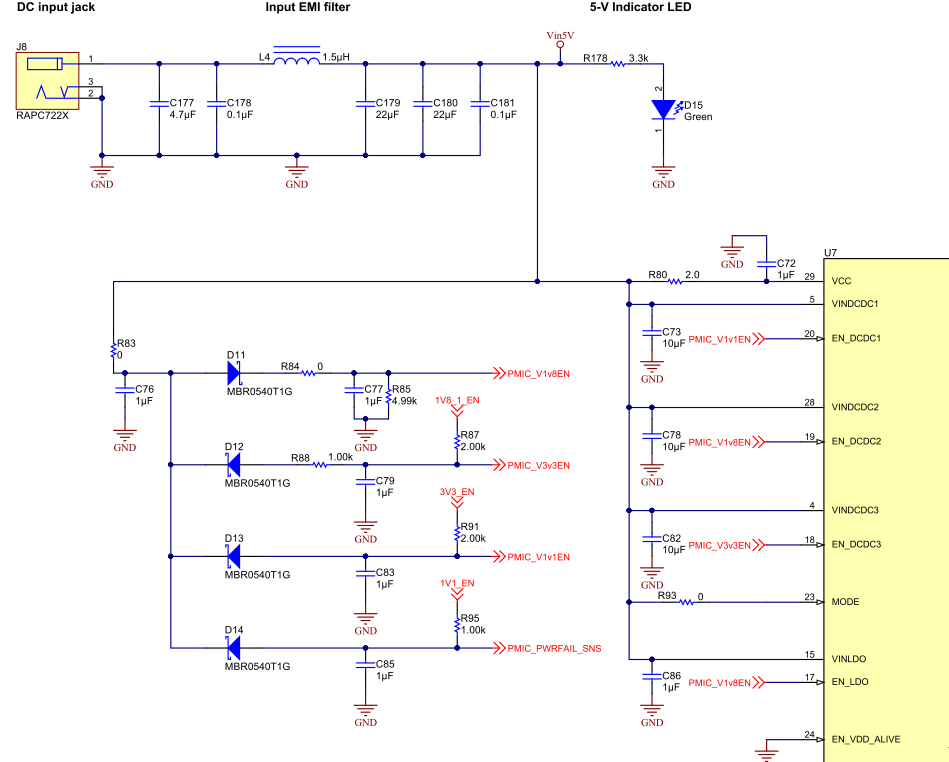 DC input jack
Input EMI filter
5-V Indicator LED
J8
1
3
2
RAPC722X
L4
1.5µH
Vin5V
R178
3.3k
C177
4.7µF
C178
0.1µF
C179
22µF
C180
22µF
C181
0.1µF
2
D15
Green
1
GND
GND
GND
GND
C72
1µF
U7
R80
2.0
29
VCC
5
VINDCDC1
C73
10µF
GND
PMIC_V1v1EN
20
EN_DCDC1
R83
0
C76
1µF
GND
D11
MBR0540T1G
R84
0
C77
1µF
R85
4.99k
GND
PMIC_V1v8EN
1V8_1_EN
R87
2.00k
28
VINDCDC2
C78
10µF
GND
PMIC_V1v8EN
19
EN_DCDC2
D12
MBR0540T1G
R88
1.00k
C79
1µF
GND
PMIC_V3v3EN
3V3_EN
R91
2.00k
4
VINDCDC3
C82
10µF
GND
PMIC_V3v3EN
18
EN_DCDC3
D13
MBR0540T1G
C83
1µF
GND
PMIC_V1v1EN
1V1_EN
R95
1.00k
R93
0
23
MODE
D14
MBR0540T1G
C85
1µF
GND
PMIC_PWRFAIL_SNS
15
VINLDO
C86
1µF
GND
PMIC_V1v8EN
17
EN_LDO
24
EN_VDD_ALIVE